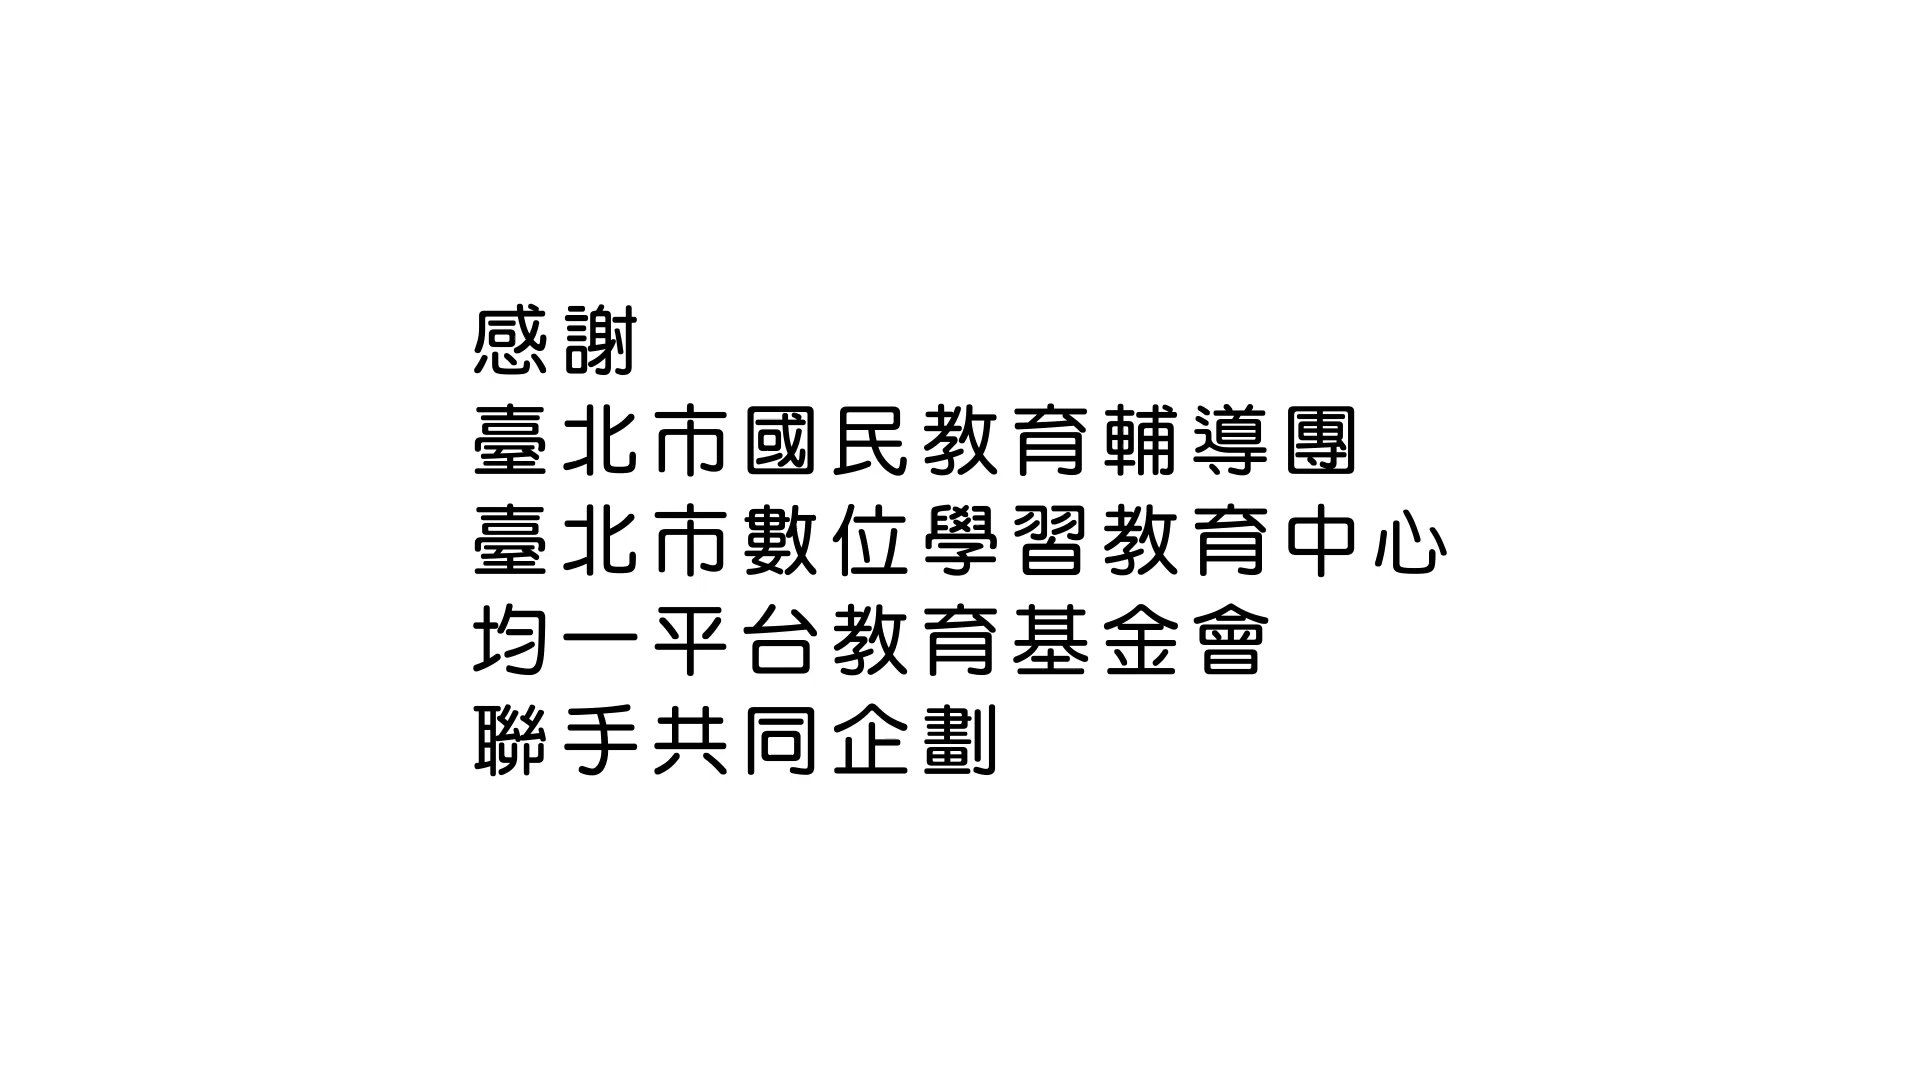 感謝
臺北市國民教育輔導團
臺北市數位學習教育中心
均一平台教育基金會
聯手共同企劃